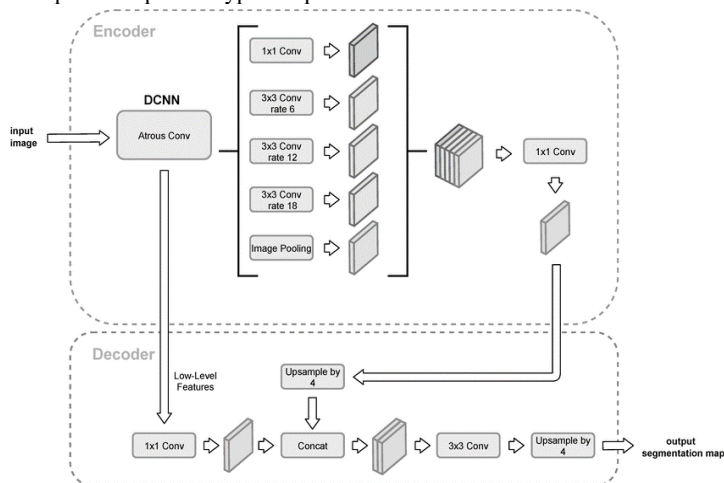 Encoder
1x1 Conv
DCNN
3x3 Conv
rate 6
input
image
Atrous Conv
3x3 Conv
rate 12
1x1 Conv
3x3 Conv
rate 18
Image Pooling
Decoder
Low-Level
Features
Upsample by
4
1x1 Conv
Concat
3x3 Conv
Upsample by
4
output
segmentation map